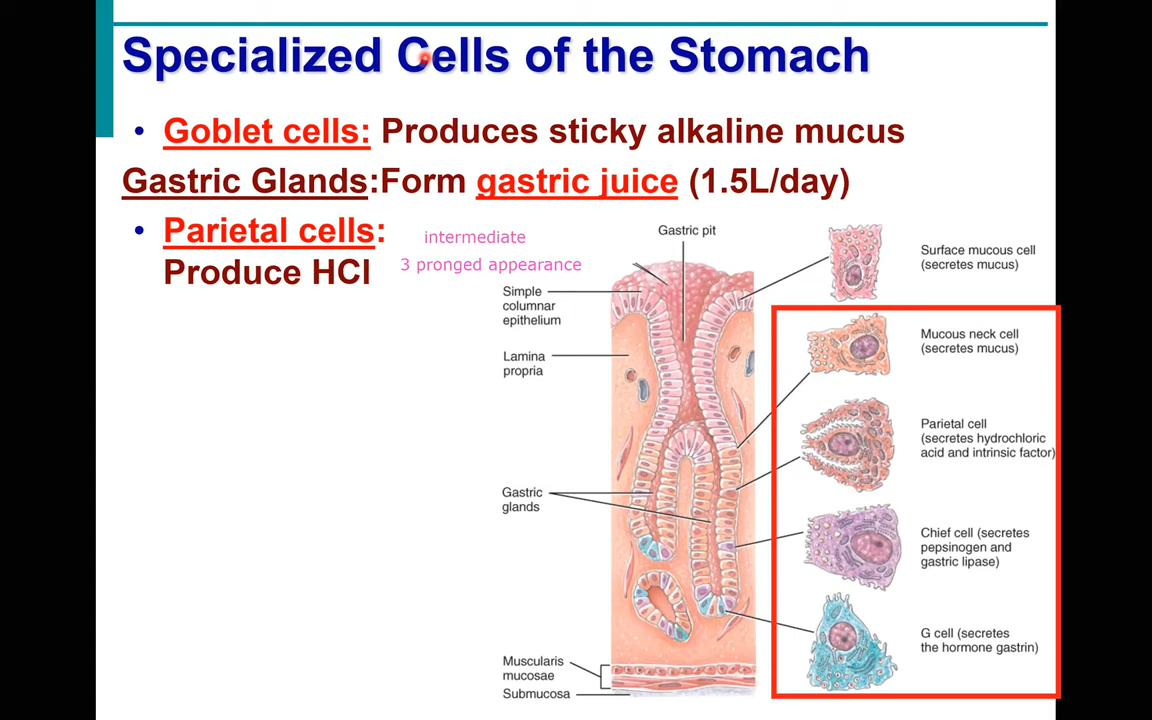 Specialized Cells of the Stomach
• Goblet cells: Produces sticky alkaline mucus
Gastric Glands:Form gastric juice (1.5L/day)
• Parietal cells:
Produce HCl
intermediate
3 pronged appearance
Gastric pit
Simple
columnar
epithelium
Lamina
propria
Gastric
glands
Muscularis
mucosae
Submucosa
Surface mucous cell
(secretes mucus)
Mucous neck cell
(secretes mucus)
Parietal cell
(secretes hydrochloric
acid and intrinsic factor)
Chief cell (secretes
pepsinogen and
gastric lipase)
G cell (secretes
the hormone gastrin)